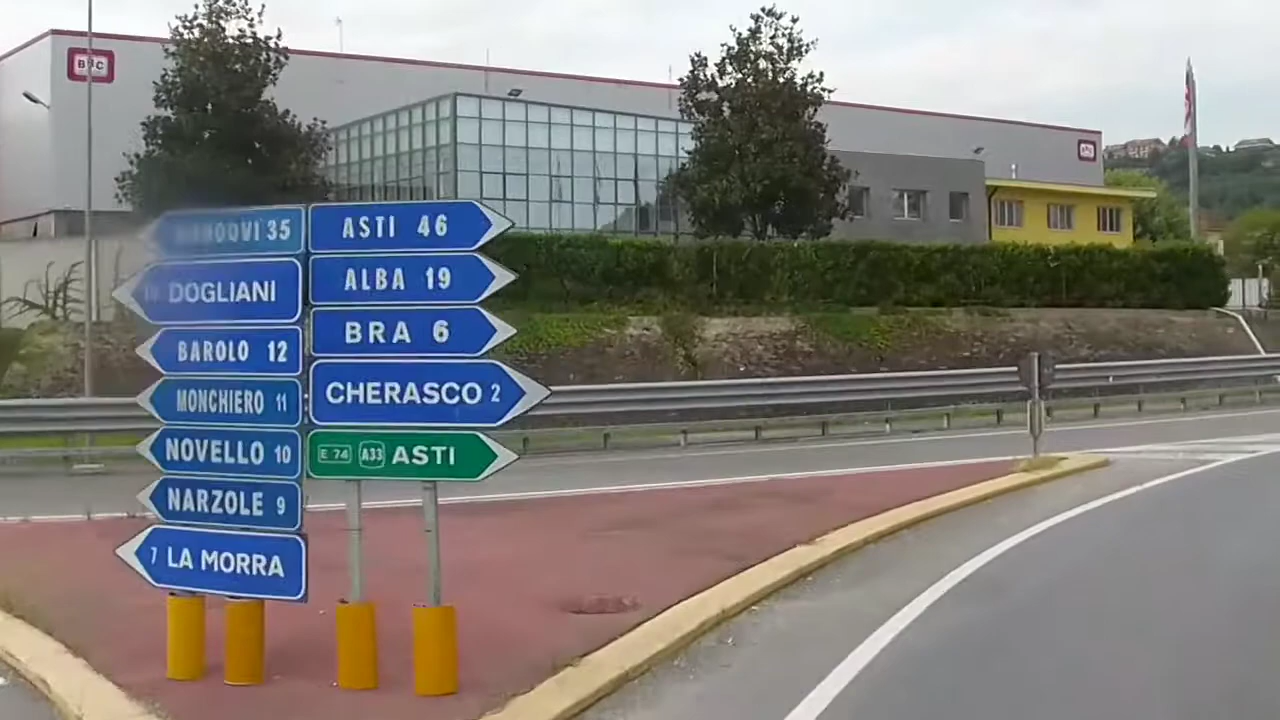 35
DOGLIANI
BAROLO 12
MONCHIERO 11
NOVELLO 10
NARZOLE 9
7 LA MORRA
ASTI 46
ALBA 19
BRA 6
CHERASCO 2
E 74 A33 ASTI